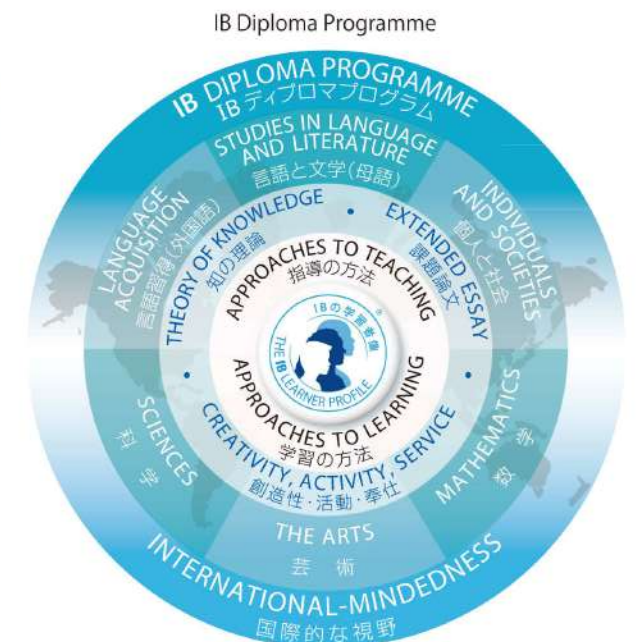 IB Diploma Programme
IB DIPLOMA PROGRAMME
IB ディプロマプログラム
STUDIES IN LANGUAGE
AND LITERATURE
言語と文学(母語)
LANGUAGE
ACQUISITION
言語習得(外国語)
INDIVIDUALS
AND SOCIETIES
個人と社会
THEORY OF KNOWLEDGE
知の理論
•
EXTENDED ESSAY
課題論文
APPROACHES TO TEACHING
指導の方法
IBの学習者像
®
THE IB LEARNER PROFILE
APPROACHES TO LEARNING
学習の方法
•
•
CREATIVITY, ACTIVITY, SERVICE
創造性・活動・奉仕
SCIENCES
科学
MATHEMATICS
数学
THE ARTS
芸術
INTERNATIONAL-MINDEDNESS
国際的な視野